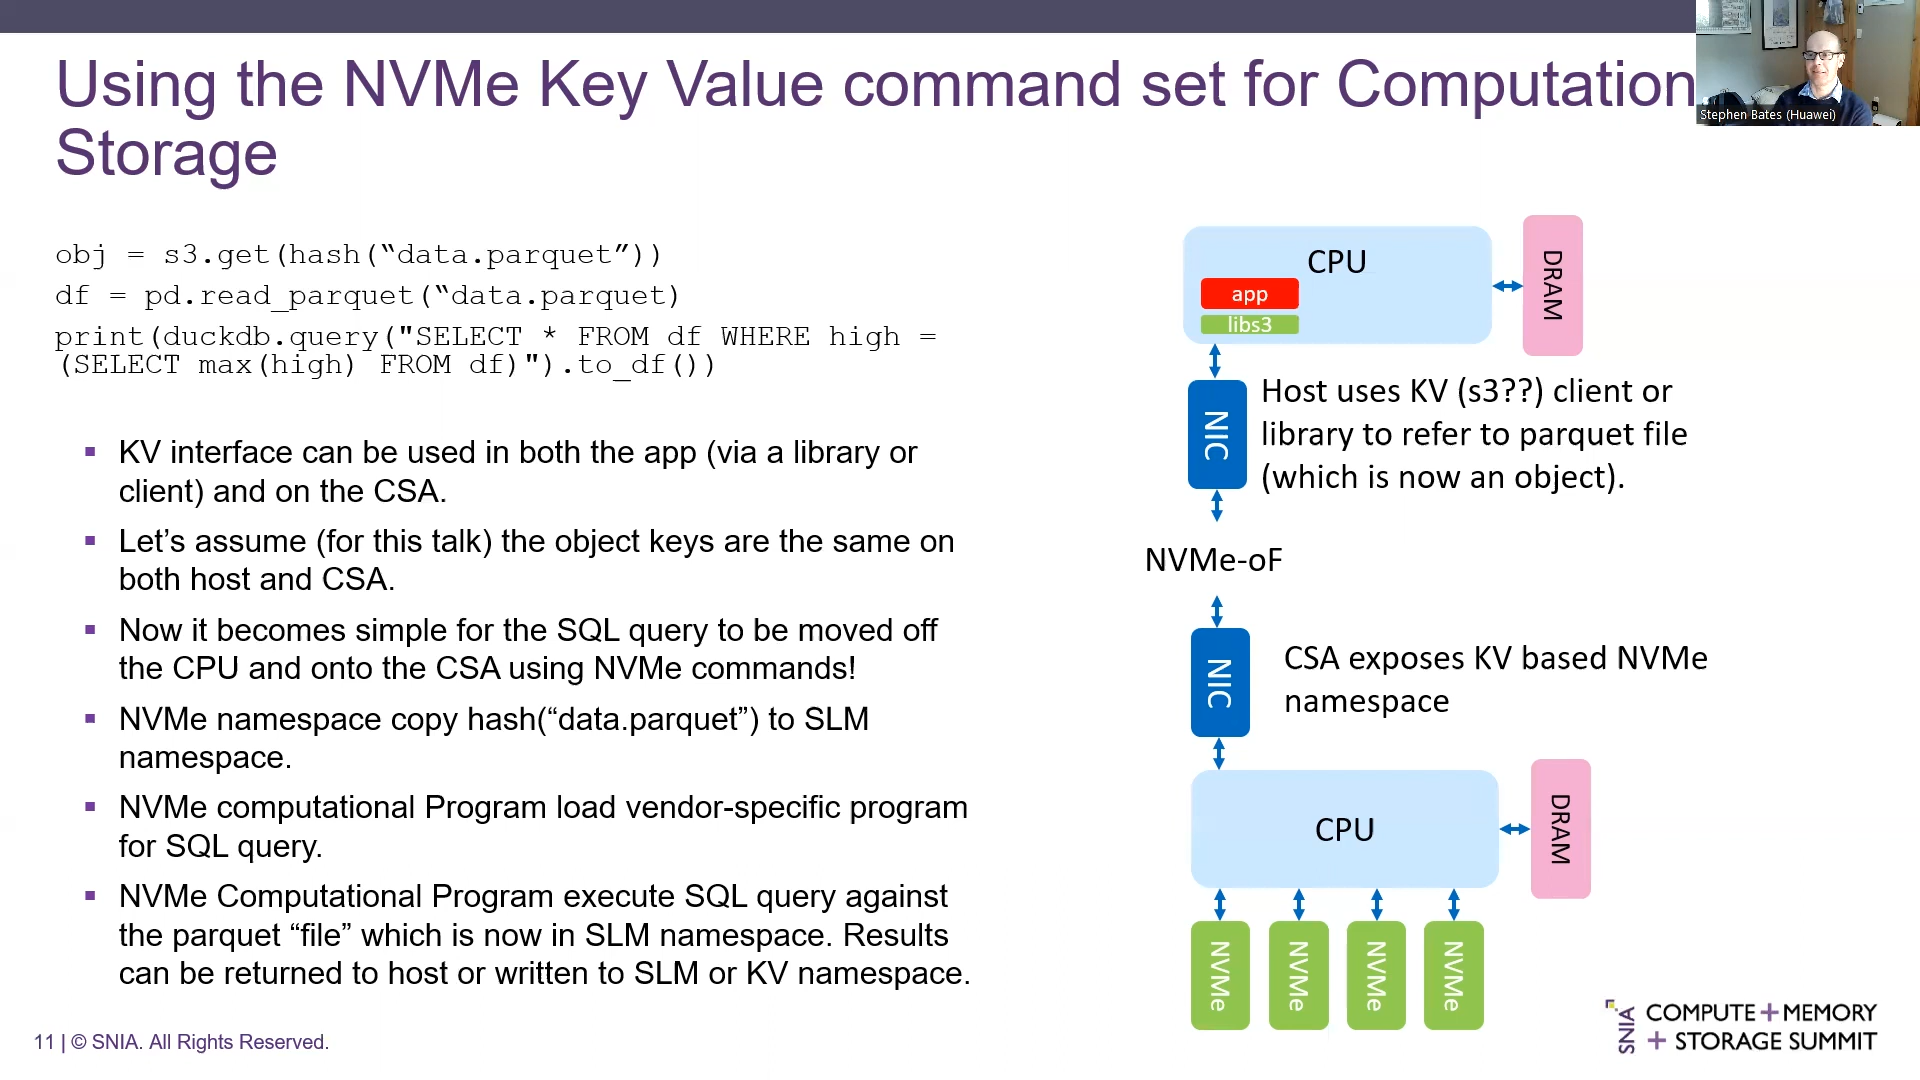 Using the NVMe Key Value command set for Computation
Storage
Stephen Bates (Huawei)
obj = s3.get(hash(“data.parquet”))
df = pd.read_parquet(“data.parquet)
print(duckdb.query("SELECT * FROM df WHERE high =
(SELECT max(high) FROM df)").to_df())
▪ KV interface can be used in both the app (via a library or
client) and on the CSA.
▪ Let’s assume (for this talk) the object keys are the same on
both host and CSA.
▪ Now it becomes simple for the SQL query to be moved off
the CPU and onto the CSA using NVMe commands!
▪ NVMe namespace copy hash(“data.parquet”) to SLM
namespace.
▪ NVMe computational Program load vendor-specific program
for SQL query.
▪ NVMe Computational Program execute SQL query against
the parquet “file” which is now in SLM namespace. Results
can be returned to host or written to SLM or KV namespace.
CPU
app
libs3
DRAM
NIC
Host uses KV (s3??) client or
library to refer to parquet file
(which is now an object).
NVMe-oF
NIC
CSA exposes KV based NVMe
namespace
CPU
DRAM
NVMe
NVMe
NVMe
NVMe
11 | © SNIA. All Rights Reserved.
SNIA
COMPUTE + MEMORY
+ STORAGE SUMMIT